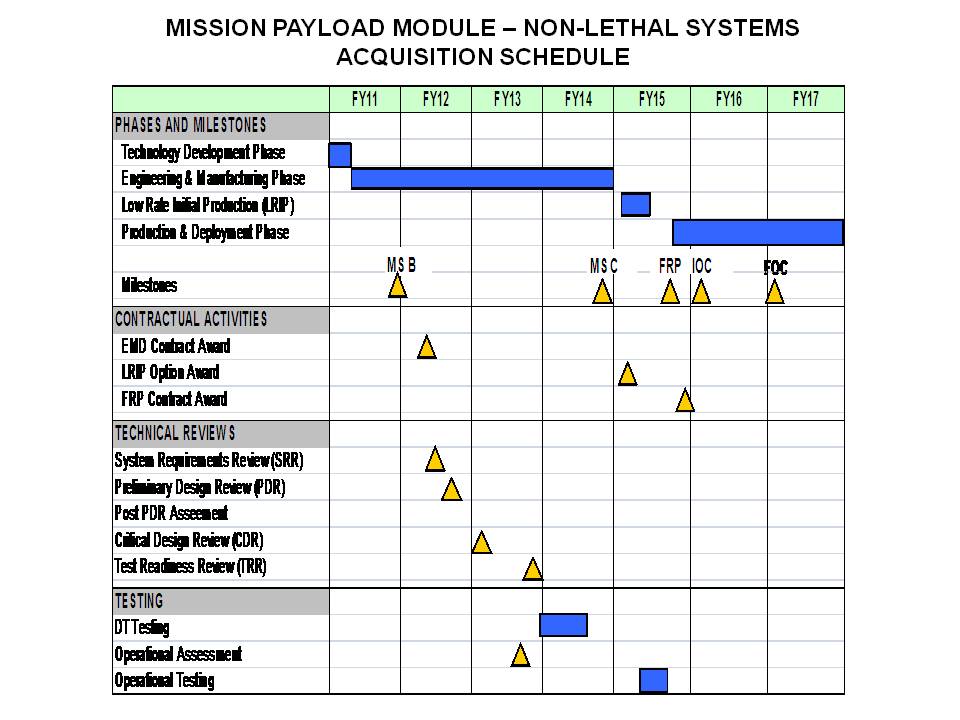 MISSION PAYLOAD MODULE – NON-LETHAL SYSTEMS
ACQUISITION SCHEDULE
FY11 FY12 FY13 FY14 FY15 FY16 FY17
PHASES AND MILESTONES
Technology Development Phase
Engineering & Manufacturing Phase
Low Rate Initial Production (LRIP)
Production & Deployment Phase
MS B MS C FRP IOC FOC
Milestones
CONTRACTUAL ACTIVITIES
EMD Contract Award
LRIP Option Award
FRP Contract Award
TECHNICAL REVIEWS
System Requirements Review (SRR)
Preliminary Design Review (PDR)
Post PDR Asseement
Critical Design Review (CDR)
Test Readiness Review (TRR)
TESTING
DT Testing
Operational Assessment
Operational Testing